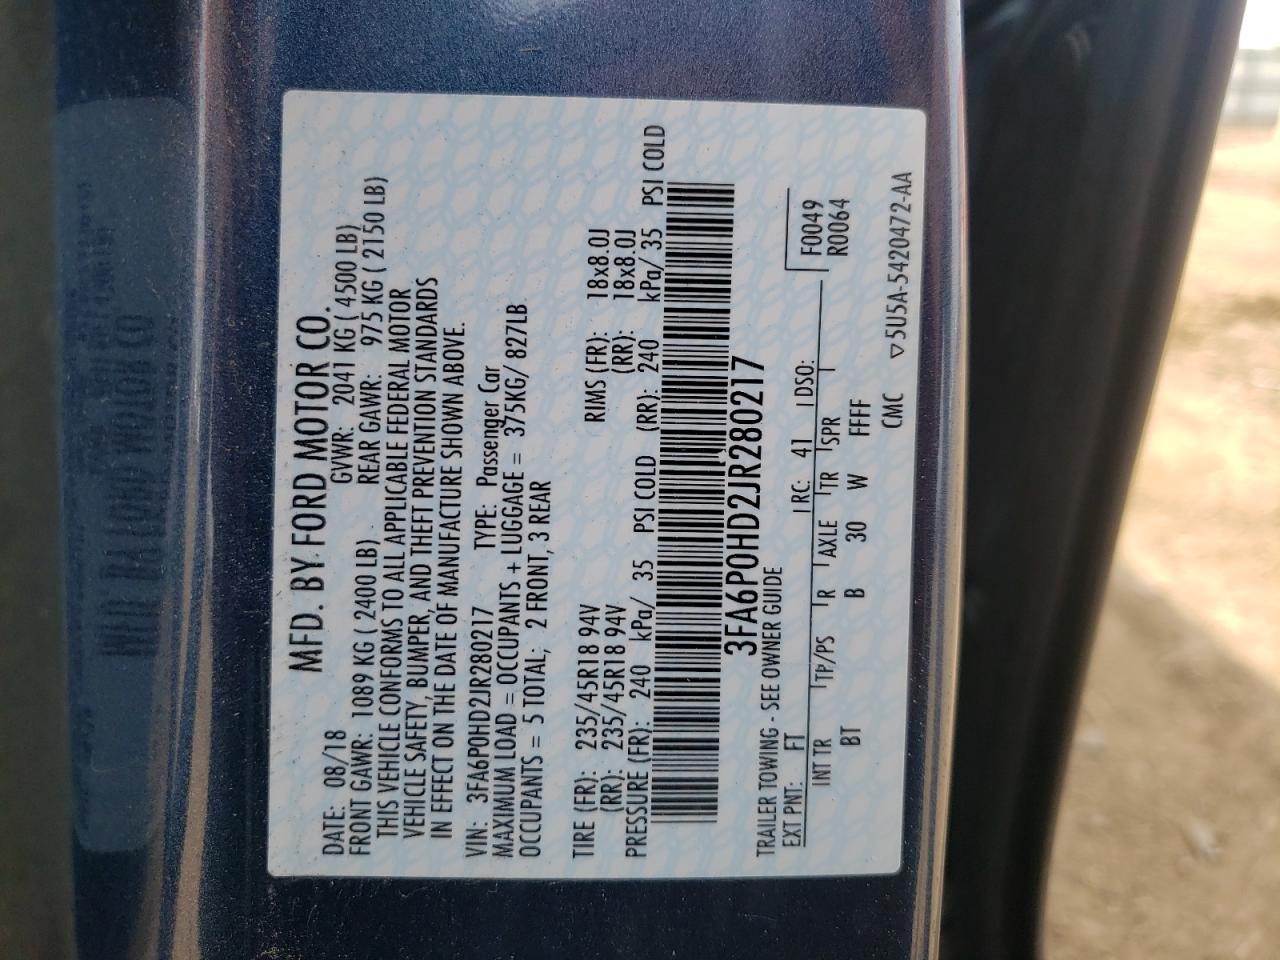 MFD. BY FORD MOTOR CO.
DATE: 08/18 GVWR: 2041 KG ( 4500 LB)
FRONT GAWR: 1089 KG ( 2400 LB) REAR GAWR: 975 KG ( 2150 LB)
THIS VEHICLE CONFORMS TO ALL APPLICABLE FEDERAL MOTOR
VEHICLE SAFETY, BUMPER, AND THEFT PREVENTION STANDARDS
IN EFFECT ON THE DATE OF MANUFACTURE SHOWN ABOVE.
VIN: 3FA6P0HD2JR280217 TYPE: Passenger Car
MAXIMUM LOAD = OCCUPANTS + LUGGAGE = 375KG/ 827LB
OCCUPANTS = 5 TOTAL; 2 FRONT, 3 REAR
TIRE (FR): 235/45R18 94V RIMS (FR): 18x8.0J
(RR): 235/45R18 94V (RR): 18x8.0J
PRESSURE (FR): 240 kPa/ 35 PSI COLD (RR): 240 kPa/ 35 PSI COLD
3FA6P0HD2JR280217
TRAILER TOWING - SEE OWNER GUIDE
F0049
EXT PNT: FT RC: 41 DSO: R0064
INT TR TP/PS R AXLE TR SPR
BT B 30 W FFFF
CMC ▽5U5A-5420472-AA